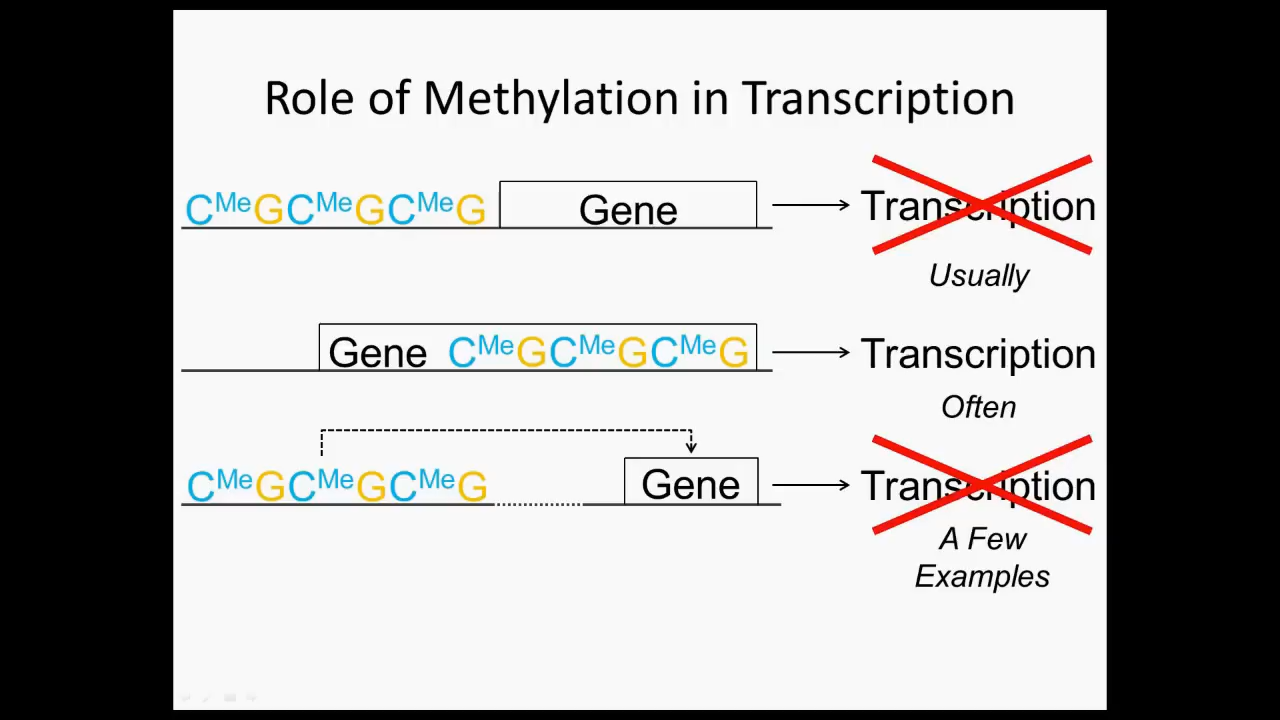 Role of Methylation in Transcription
CMeGCMeGCMeG Gene Transcription
Usually
Gene CMeGCMeGCMeG Transcription
Often
CMeGCMeGCMeG Gene Transcription
A Few
Examples